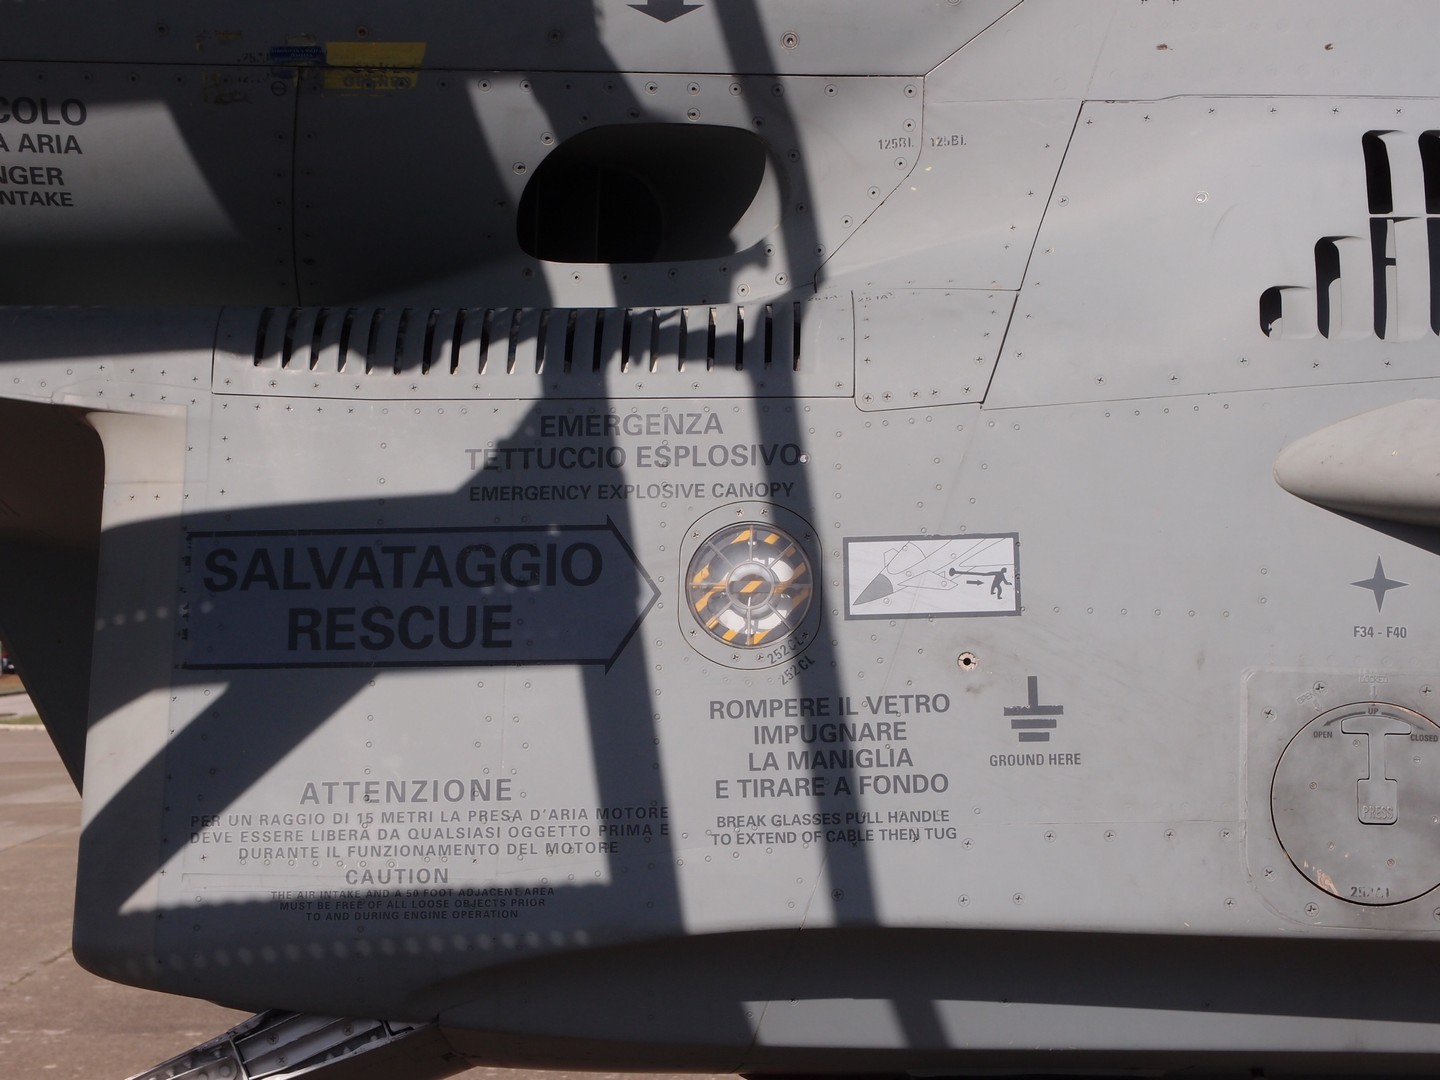 COLO
A ARIA
NGER
NTAKE
125BL 125BL
EMERGENZA
TETTUCCIO ESPLOSIVO
EMERGENCY EXPLOSIVE CANOPY
SALVATAGGIO
RESCUE
252CL
252CL
F34 - F40
ROMPERE IL VETRO
IMPUGNARE
LA MANIGLIA
E TIRARE A FONDO
BREAK GLASSES PULL HANDLE
TO EXTEND OF CABLE THEN TUG
GROUND HERE
LOCKED
OPEN
UP
OPEN
CLOSED
PRESS
ATTENZIONE
PER UN RAGGIO DI 15 METRI LA PRESA D'ARIA MOTORE
DEVE ESSERE LIBERA DA QUALSIASI OGGETTO PRIMA E
DURANTE IL FUNZIONAMENTO DEL MOTORE
CAUTION
THE AIR INTAKE AND A 50 FOOT ADJACENT AREA
MUST BE FREE OF ALL LOOSE OBJECTS PRIOR
TO AND DURING ENGINE OPERATION